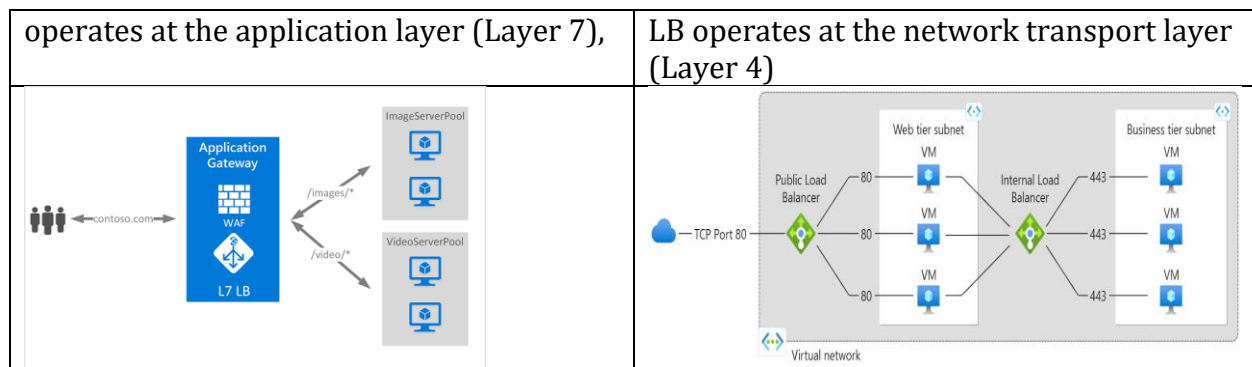 operates at the application layer (Layer 7),
LB operates at the network transport layer
(Layer 4)
Application
Gateway
WAF
L7 LB
contoso.com
/images/*
/video/*
ImageServerPool
VideoServerPool
TCP Port 80
Public Load
Balancer
80
80
80
Web tier subnet
VM
VM
VM
Internal Load
Balancer
443
443
443
Business tier subnet
VM
VM
VM
Virtual network